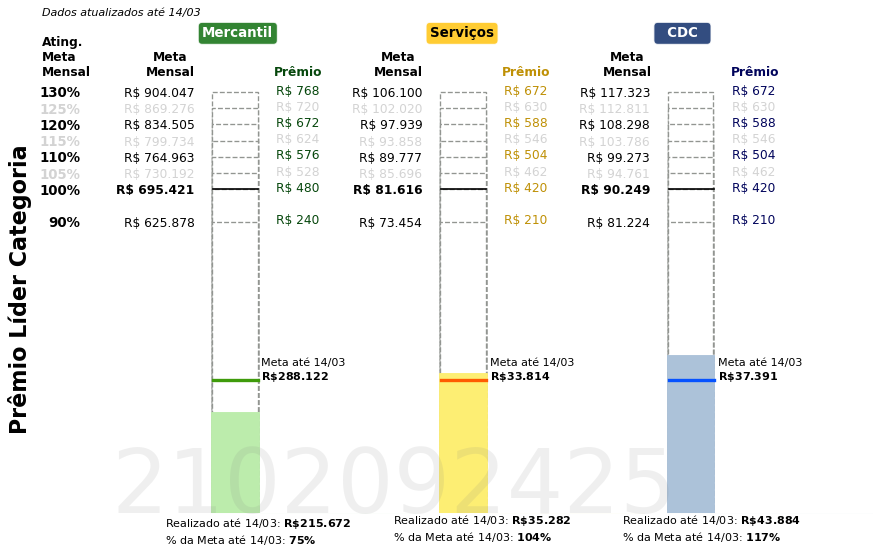 Dados atualizados até 14/03
Mercantil Serviços CDC
Ating. Meta Mensal
Meta Mensal Prêmio Meta Mensal Prêmio Meta Mensal Prêmio
130% R$ 904.047 R$ 768 R$ 106.100 R$ 672 R$ 117.323 R$ 672
125% R$ 869.276 R$ 720 R$ 102.020 R$ 630 R$ 112.811 R$ 630
120% R$ 834.505 R$ 672 R$ 97.939 R$ 588 R$ 108.298 R$ 588
115% R$ 799.734 R$ 624 R$ 93.858 R$ 546 R$ 103.786 R$ 546
110% R$ 764.963 R$ 576 R$ 89.777 R$ 504 R$ 99.273 R$ 504
105% R$ 730.192 R$ 528 R$ 85.696 R$ 462 R$ 94.761 R$ 462
100% R$ 695.421 R$ 480 R$ 81.616 R$ 420 R$ 90.249 R$ 420
90% R$ 625.878 R$ 240 R$ 73.454 R$ 210 R$ 81.224 R$ 210
Prêmio Líder Categoria
Meta até 14/03 Meta até 14/03 Meta até 14/03
R$288.122 R$33.814 R$37.391
2102092425
Realizado até 14/03: R$215.672 Realizado até 14/03: R$35.282 Realizado até 14/03: R$43.884
% da Meta até 14/03: 75% % da Meta até 14/03: 104% % da Meta até 14/03: 117%